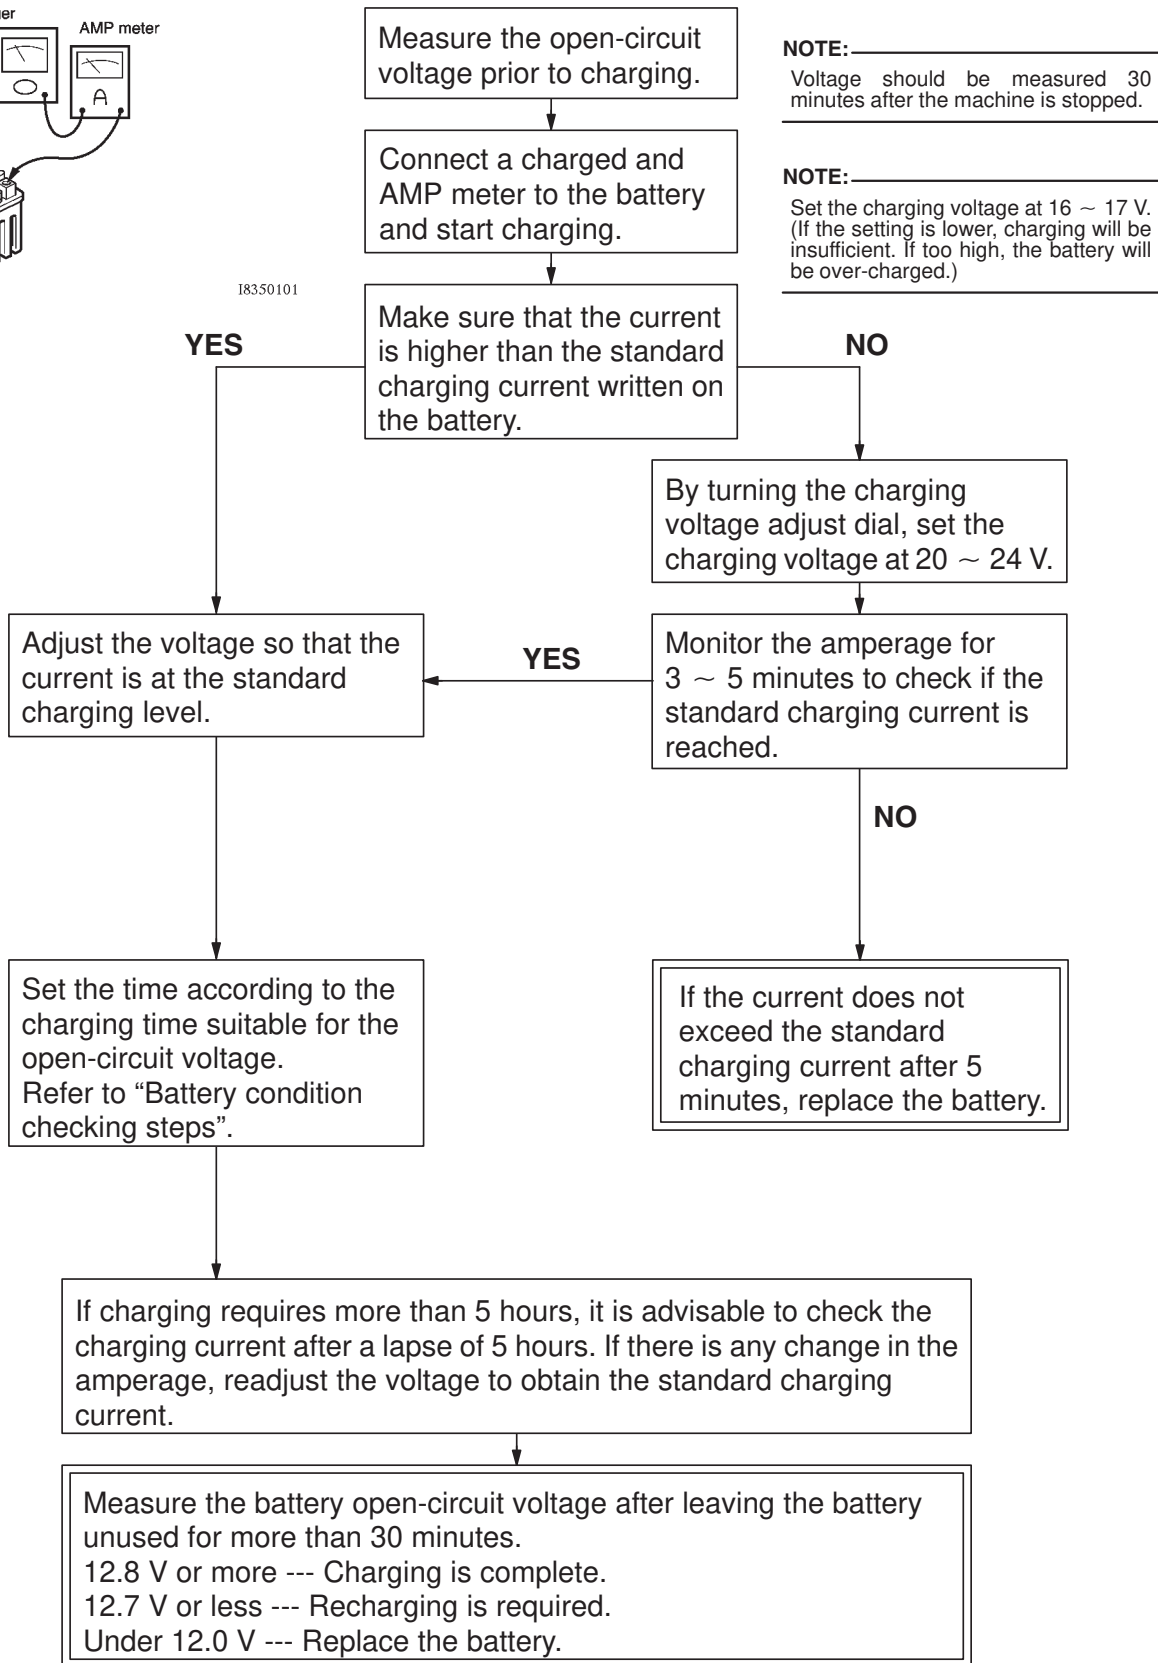 AMP meter
A
I8350101
Measure the open-circuit
voltage prior to charging.
NOTE:
Voltage should be measured 30
minutes after the machine is stopped.
Connect a charged and
AMP meter to the battery
and start charging.
NOTE:
Set the charging voltage at 16 ~ 17 V.
(If the setting is lower, charging will be
insufficient. If too high, the battery will
be over-charged.)
Make sure that the current
is higher than the standard
charging current written on
the battery.
YES
NO
By turning the charging
voltage adjust dial, set the
charging voltage at 20 ~ 24 V.
Adjust the voltage so that the
current is at the standard
charging level.
YES
Monitor the amperage for
3 ~ 5 minutes to check if the
standard charging current is
reached.
NO
Set the time according to the
charging time suitable for the
open-circuit voltage.
Refer to “Battery condition
checking steps”.
If the current does not
exceed the standard
charging current after 5
minutes, replace the battery.
If charging requires more than 5 hours, it is advisable to check the
charging current after a lapse of 5 hours. If there is any change in the
amperage, readjust the voltage to obtain the standard charging
current.
Measure the battery open-circuit voltage after leaving the battery
unused for more than 30 minutes.
12.8 V or more --- Charging is complete.
12.7 V or less --- Recharging is required.
Under 12.0 V --- Replace the battery.